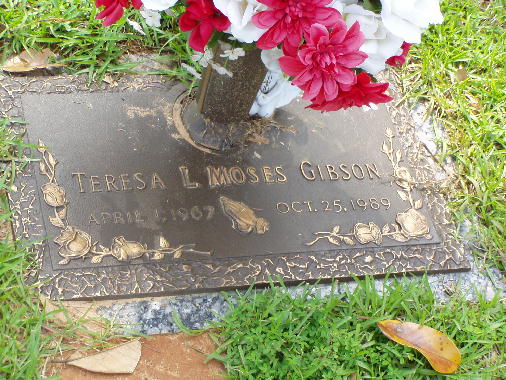 TERESA L. MOSES GIBSON
APRIL 1, 1967 OCT. 25, 1989